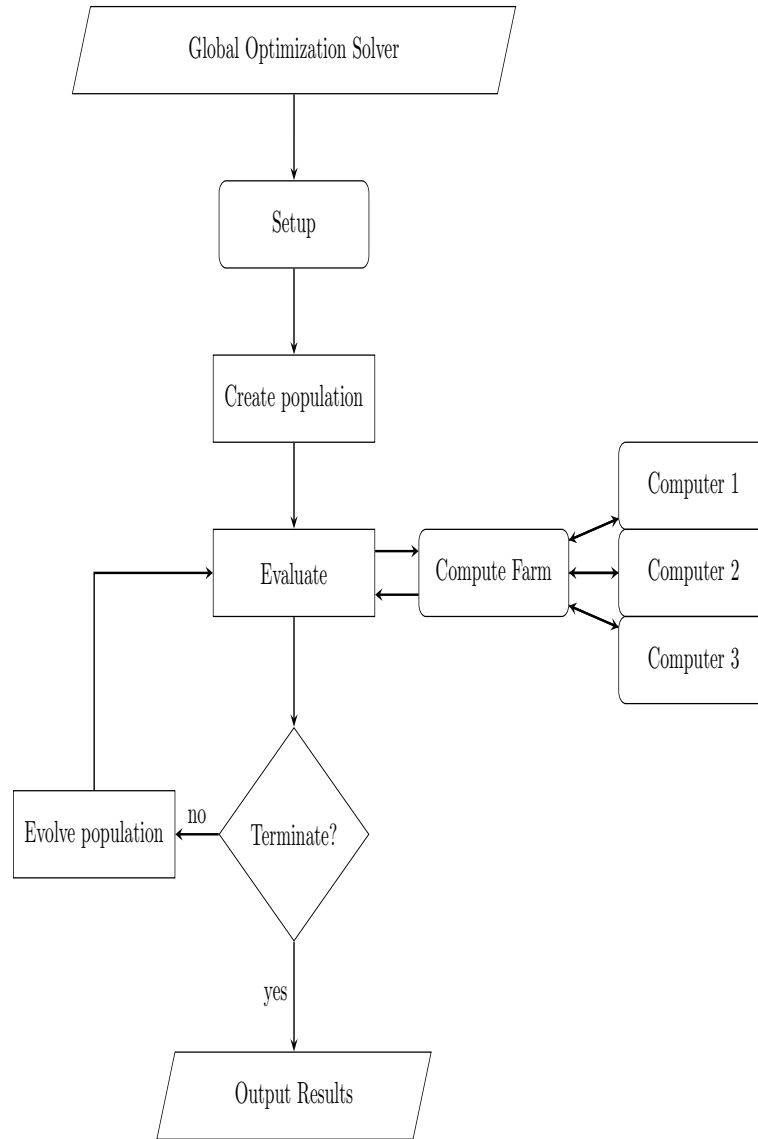 Global Optimization Solver
Setup
Create population
Computer 1
Evaluate
Compute Farm
Computer 2
Computer 3
no
Evolve population
Terminate?
yes
Output Results